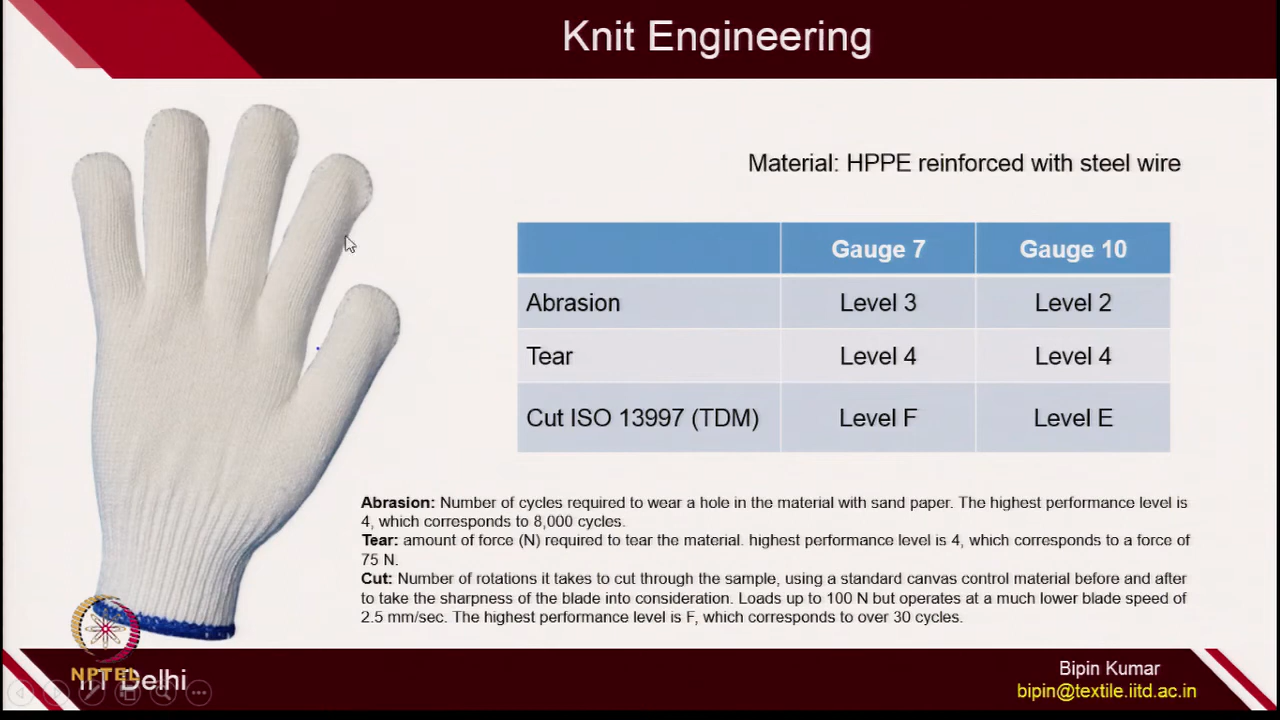 Knit Engineering
Material: HPPE reinforced with steel wire
Gauge 7 Gauge 10
Abrasion Level 3 Level 2
Tear Level 4 Level 4
Cut ISO 13997 (TDM) Level F Level E
Abrasion: Number of cycles required to wear a hole in the material with sand paper. The highest performance level is
4, which corresponds to 8,000 cycles.
Tear: amount of force (N) required to tear the material. highest performance level is 4, which corresponds to a force of
75 N.
Cut: Number of rotations it takes to cut through the sample, using a standard canvas control material before and after
to take the sharpness of the blade into consideration. Loads up to 100 N but operates at a much lower blade speed of
2.5 mm/sec. The highest performance level is F, which corresponds to over 30 cycles.
NPTEL
IIT Delhi
Bipin Kumar
bipin@textile.iitd.ac.in